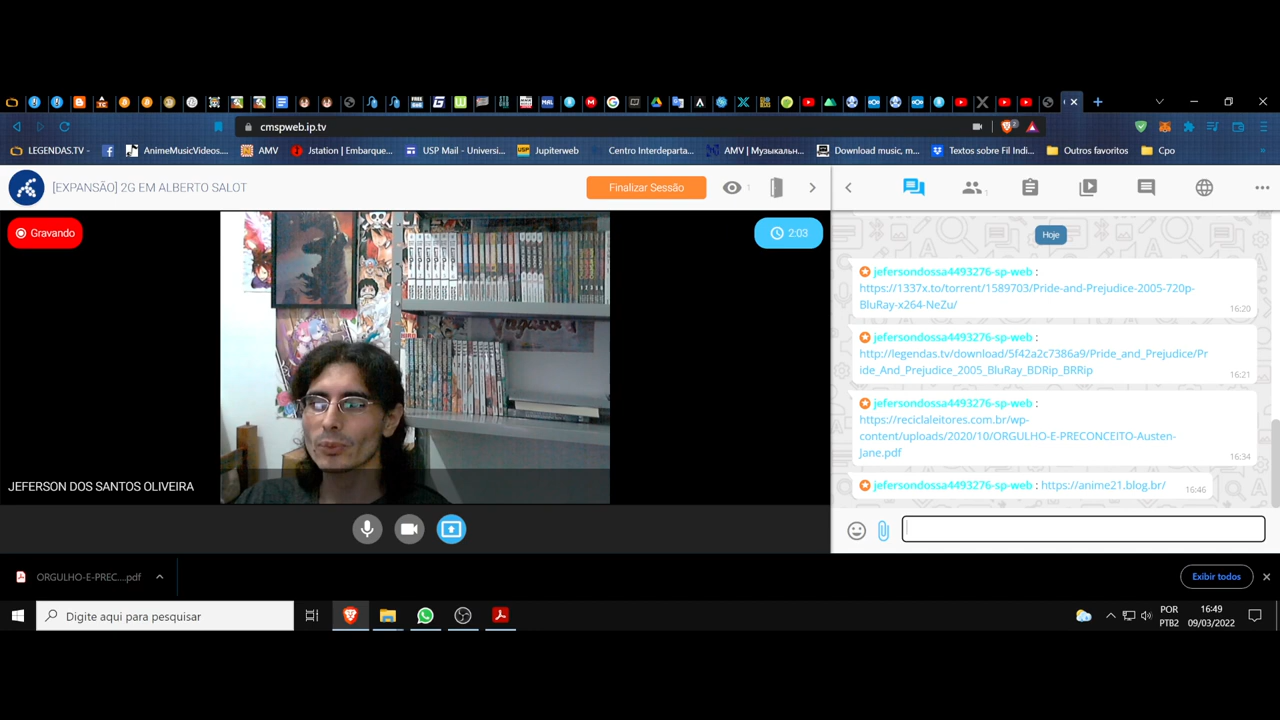 cmspweb.ip.tv
2
LEGENDAS.TV -
AnimeMusicVideos....
AMV
Jstation | Embarque...
USP Mail - Universi...
Jupiterweb
Centro Interdeparta...
AMV | Музыкальн...
Download music, m...
Textos sobre Fil Indi...
Outros favoritos
Cpo
[EXPANSÃO] 2G EM ALBERTO SALOT
Finalizar Sessão
1
1
Gravando
2:03
JEFERSON DOS SANTOS OLIVEIRA
Hoje
jefersondossa4493276-sp-web :
https://1337x.to/torrent/1589703/Pride-and-Prejudice-2005-720p-
BluRay-x264-NeZu/
16:20
jefersondossa4493276-sp-web :
http://legendas.tv/download/5f42a2c7386a9/Pride_and_Prejudice/Pr
ide_And_Prejudice_2005_BluRay_BDRip_BRRip
16:21
jefersondossa4493276-sp-web :
https://reciclaleitores.com.br/wp-
content/uploads/2020/10/ORGULHO-E-PRECONCEITO-Austen-
Jane.pdf
16:34
jefersondossa4493276-sp-web : https://anime21.blog.br/
16:46
ORGULHO-E-PREC....pdf
Exibir todos
Digite aqui para pesquisar
POR
PTB2
16:49
09/03/2022